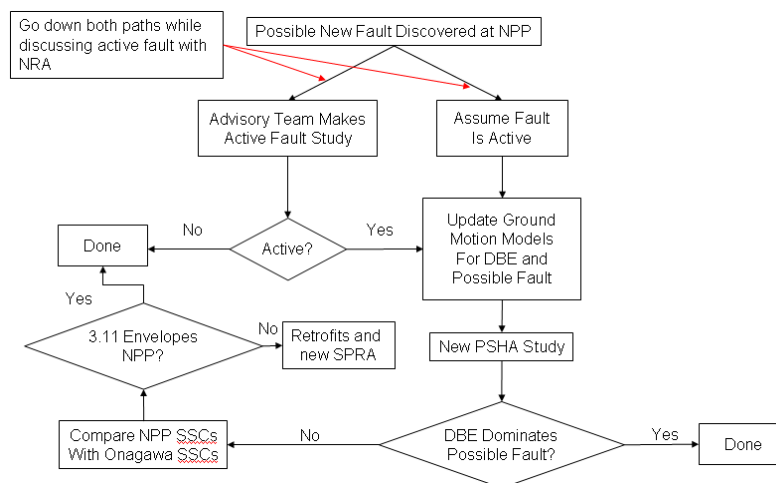 Go down both paths while
discussing active fault with
NRA
Possible New Fault Discovered at NPP
Advisory Team Makes
Active Fault Study
Assume Fault
Is Active
No
Active?
Yes
Done
Update Ground
Motion Models
For DBE and
Possible Fault
Yes
3.11 Envelopes
NPP?
No
Retrofits and
new SPRA
New PSHA Study
Compare NPP SSCs
With Onagawa SSCs
No
DBE Dominates
Possible Fault?
Yes
Done